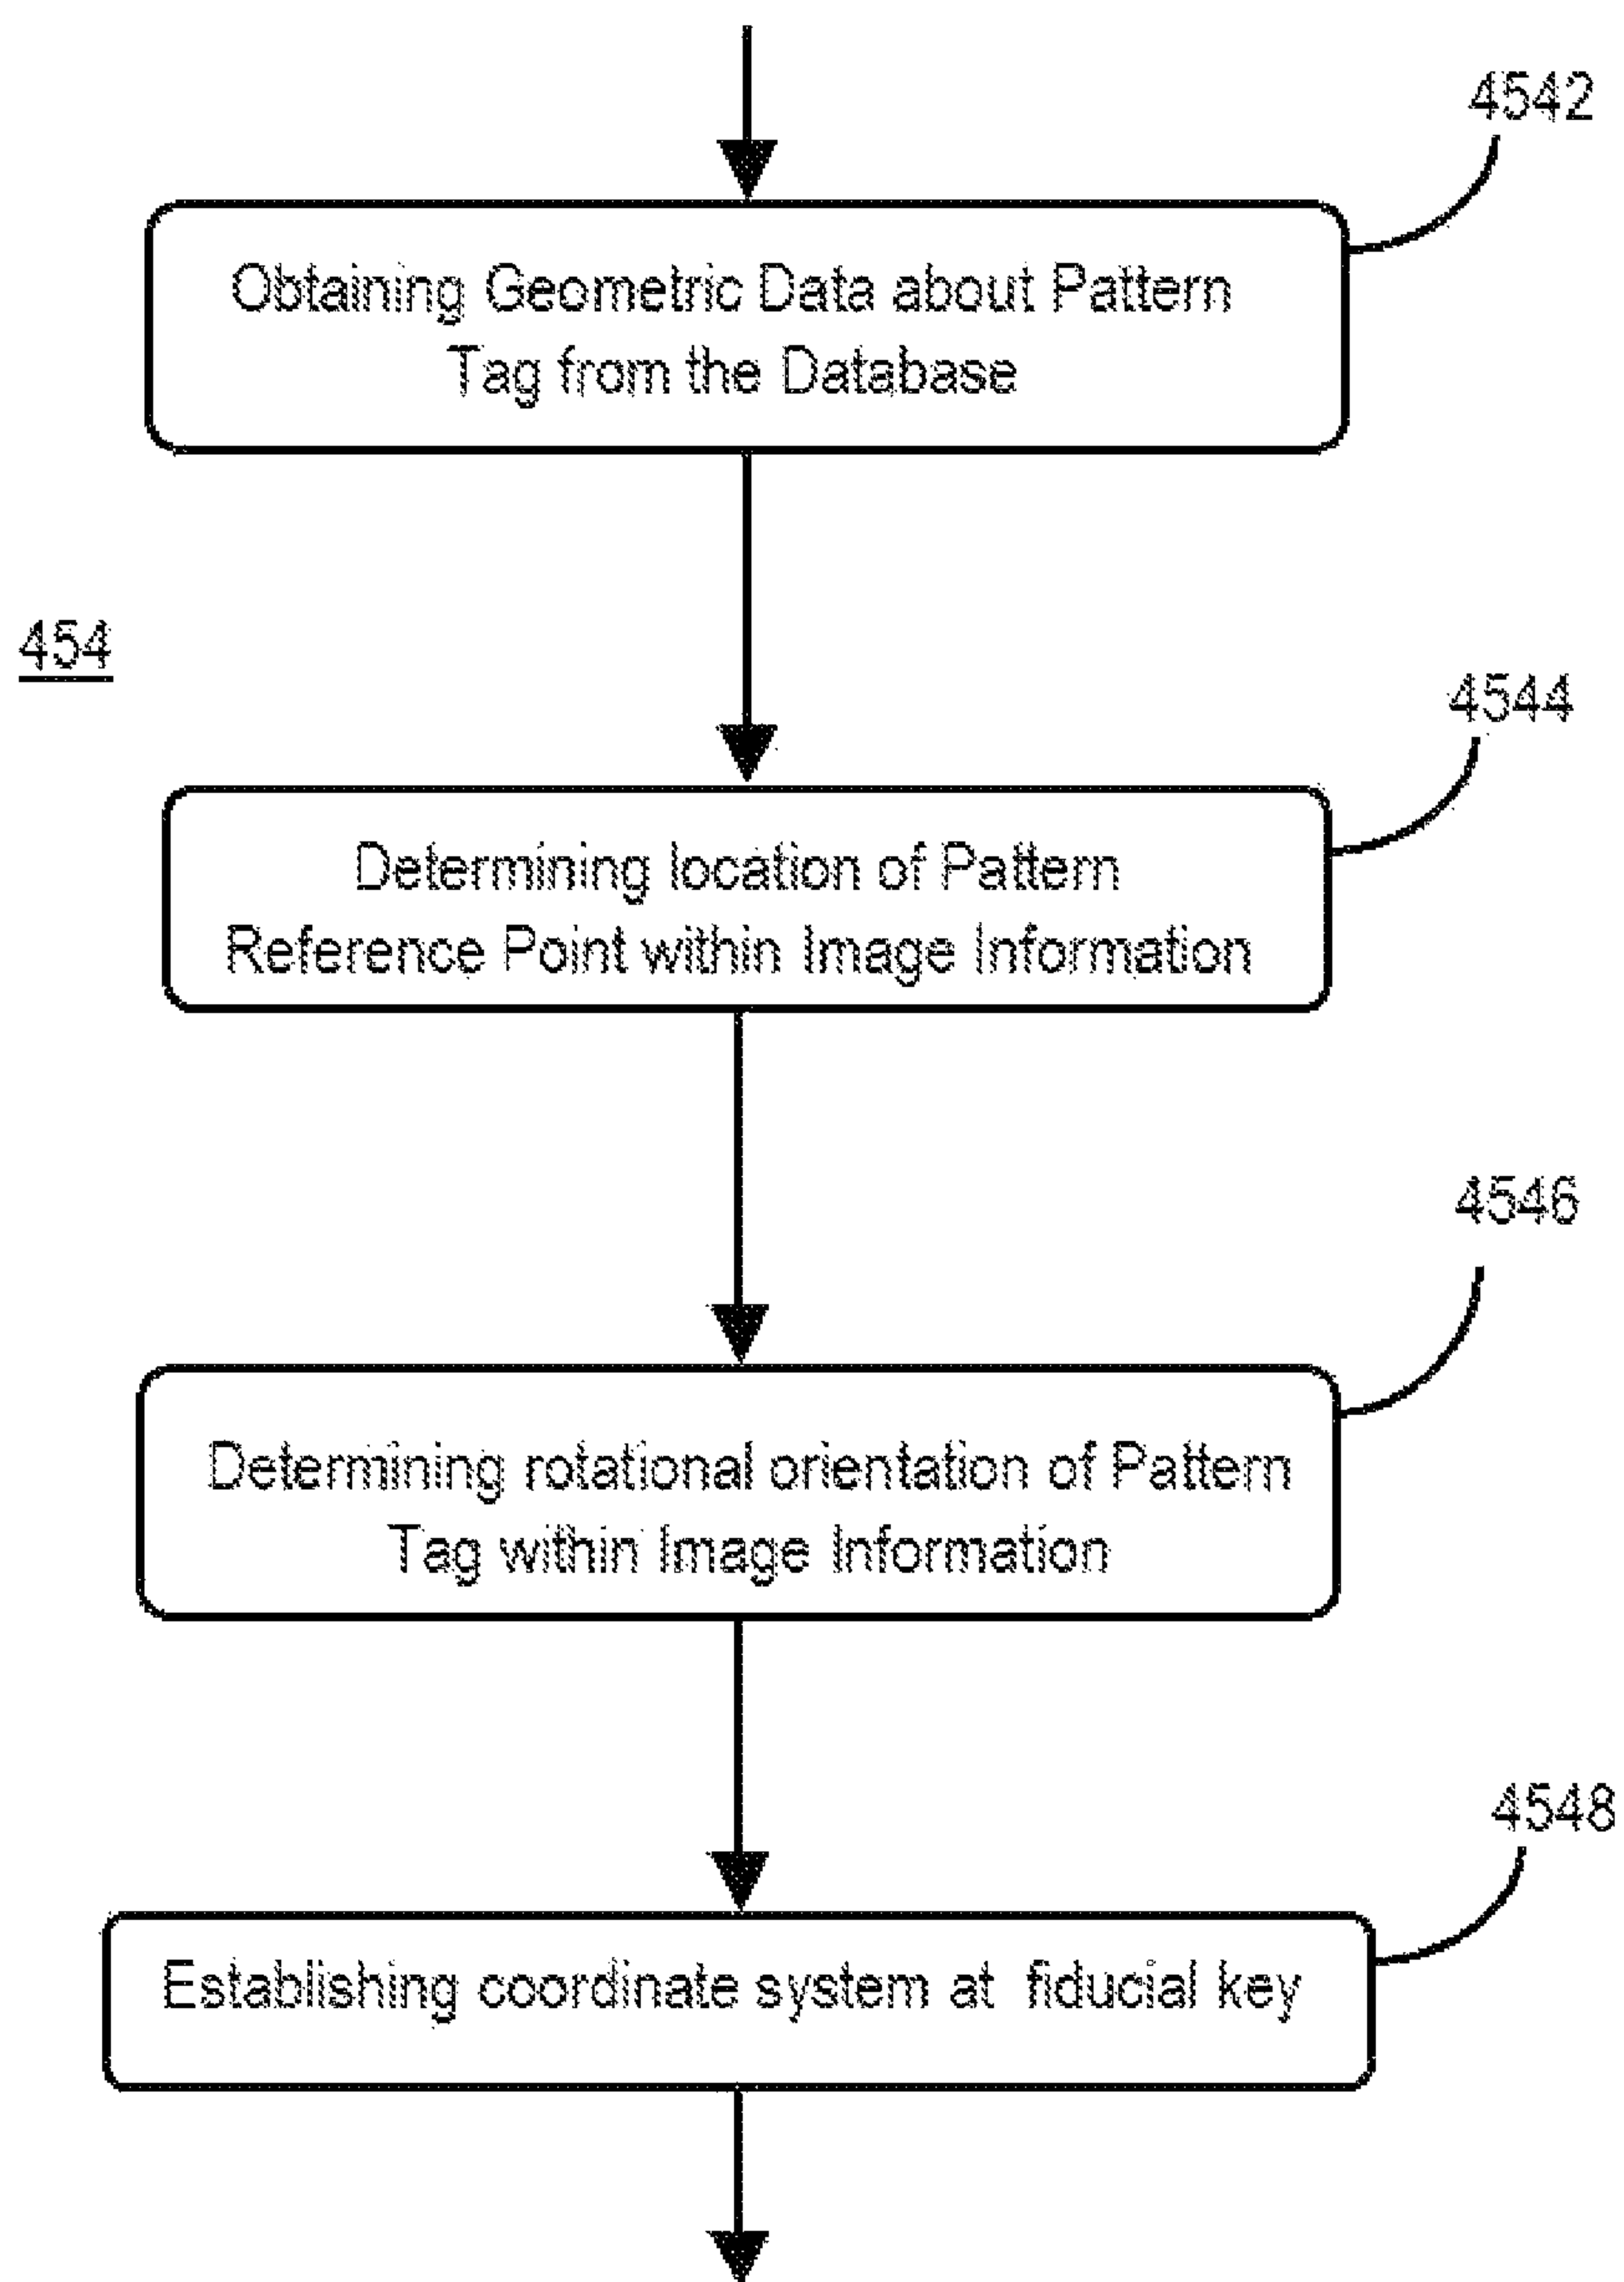 4542
Obtaining Geometric Data about Pattern
Tag from the Database
454
4544
Determining location of Pattern
Reference Point within Image Information
4546
Determining rotational orientation of Pattern
Tag within Image Information
4548
Establishing coordinate system at fiducial key